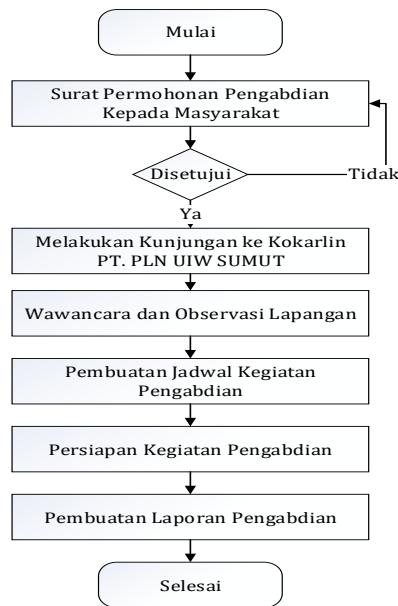 Mulai
Surat Permohonan Pengabdian
Kepada Masyarakat
Disetujui
Tidak
Ya
Melakukan Kunjungan ke Kokarlin
PT. PLN UIW SUMUT
Wawancara dan Observasi Lapangan
Pembuatan Jadwal Kegiatan
Pengabdian
Persiapan Kegiatan Pengabdian
Pembuatan Laporan Pengabdian
Selesai